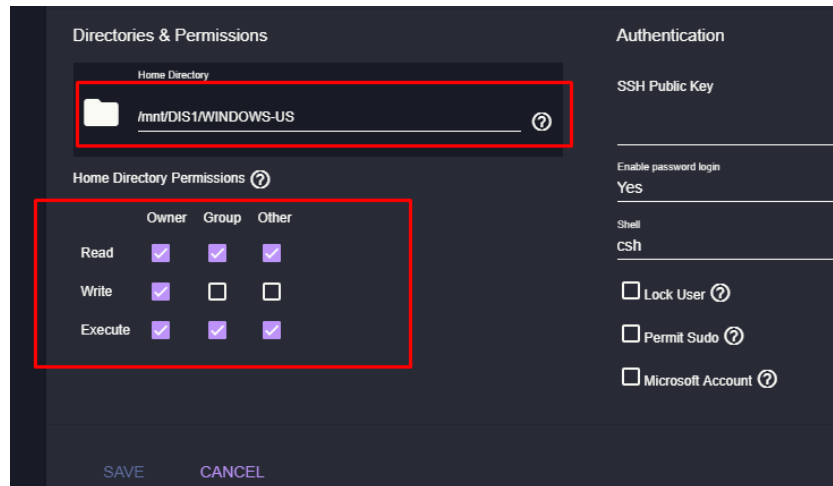 Directories & Permissions
Home Directory
/mnt/DIS1/WINDOWS-US
Home Directory Permissions
Owner Group Other
Read
Write
Execute
SAVE CANCEL
Authentication
SSH Public Key
Enable password login
Yes
Shell
csh
Lock User
Permit Sudo
Microsoft Account